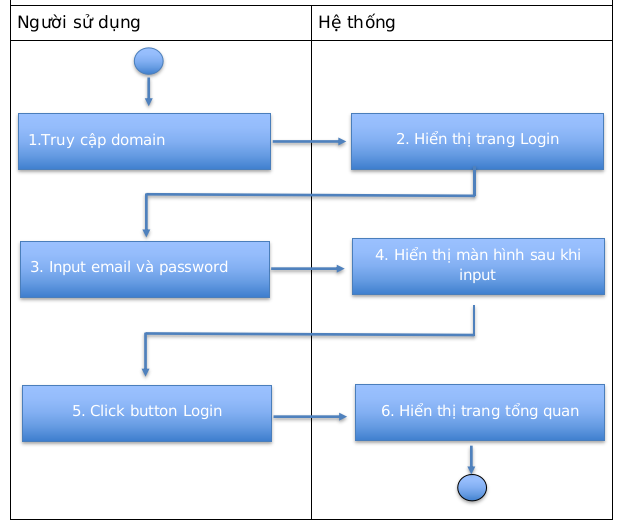 Người sử dụng
Hệ thống
1.Truy cập domain
2. Hiển thị trang Login
3. Input email và password
4. Hiển thị màn hình sau khi
input
5. Click button Login
6. Hiển thị trang tổng quan